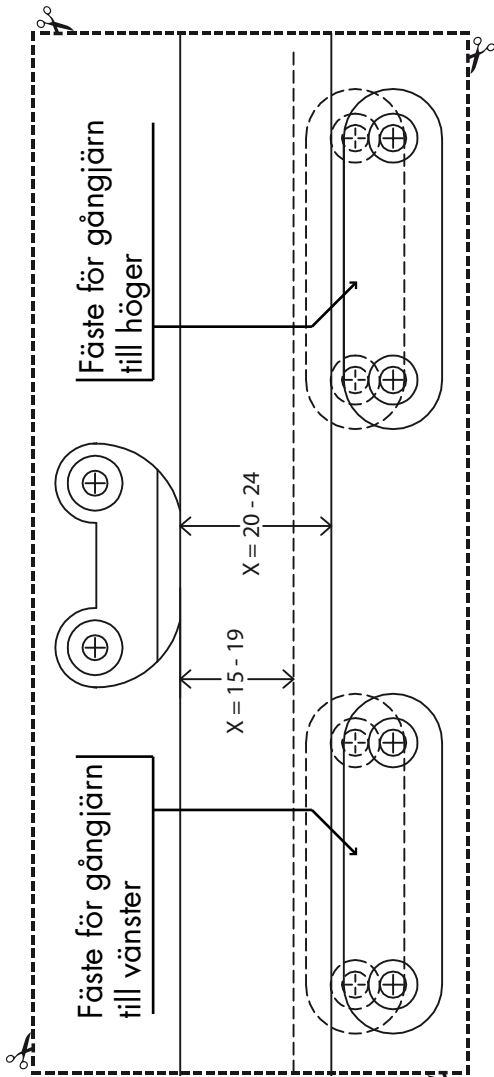 Fäste för gångjärn
till vänster
X = 15 - 19
X = 20 - 24
Fäste för gångjärn
till höger